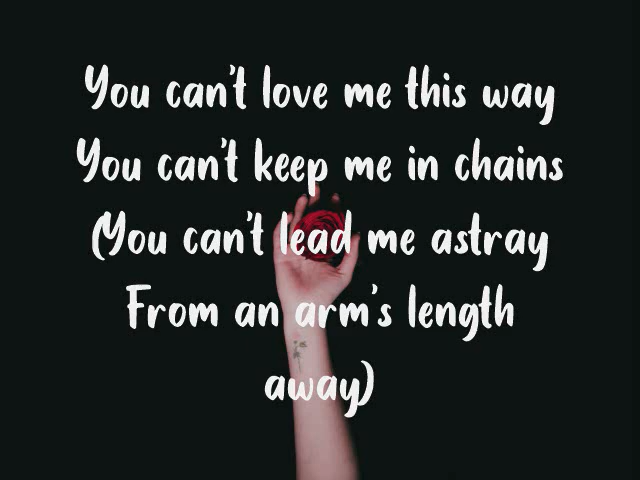 You can't love me this way
You can't keep me in chains
(You can't lead me astray
From an arm's length
away)